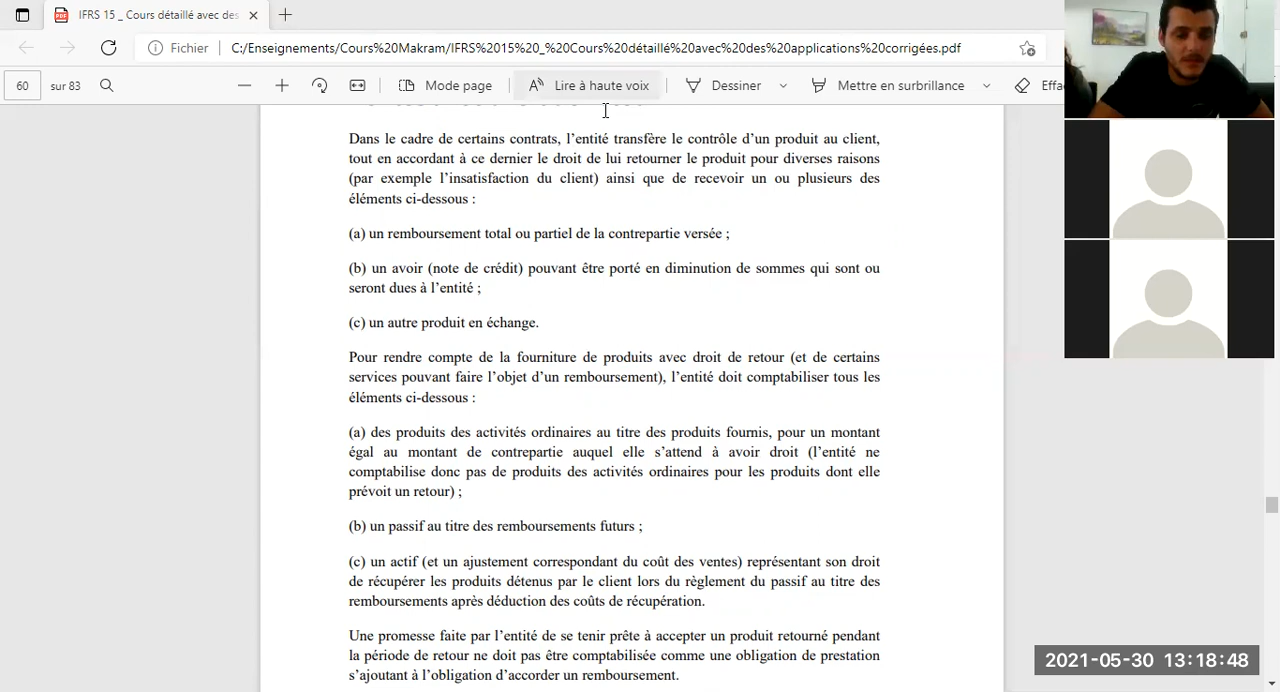 IFRS 15 _ Cours détaillé avec des
Fichier
C:/Enseignements/Cours%20Makram/IFRS%2015%20_%20Cours%20détaillé%20avec%20des%20applications%20corrigées.pdf
60 sur 83
Mode page
Lire à haute voix
Dessiner
Mettre en surbrillance
Effa
Dans le cadre de certains contrats, l’entité transfère le contrôle d’un produit au client,
tout en accordant à ce dernier le droit de lui retourner le produit pour diverses raisons
(par exemple l’insatisfaction du client) ainsi que de recevoir un ou plusieurs des
éléments ci-dessous :
(a) un remboursement total ou partiel de la contrepartie versée ;
(b) un avoir (note de crédit) pouvant être porté en diminution de sommes qui sont ou
seront dues à l’entité ;
(c) un autre produit en échange.
Pour rendre compte de la fourniture de produits avec droit de retour (et de certains
services pouvant faire l’objet d’un remboursement), l’entité doit comptabiliser tous les
éléments ci-dessous :
(a) des produits des activités ordinaires au titre des produits fournis, pour un montant
égal au montant de contrepartie auquel elle s’attend à avoir droit (l’entité ne
comptabilise donc pas de produits des activités ordinaires pour les produits dont elle
prévoit un retour) ;
(b) un passif au titre des remboursements futurs ;
(c) un actif (et un ajustement correspondant du coût des ventes) représentant son droit
de récupérer les produits détenus par le client lors du règlement du passif au titre des
remboursements après déduction des coûts de récupération.
Une promesse faite par l’entité de se tenir prête à accepter un produit retourné pendant
la période de retour ne doit pas être comptabilisée comme une obligation de prestation
s’ajoutant à l’obligation d’accorder un remboursement.
2021-05-30 13:18:48